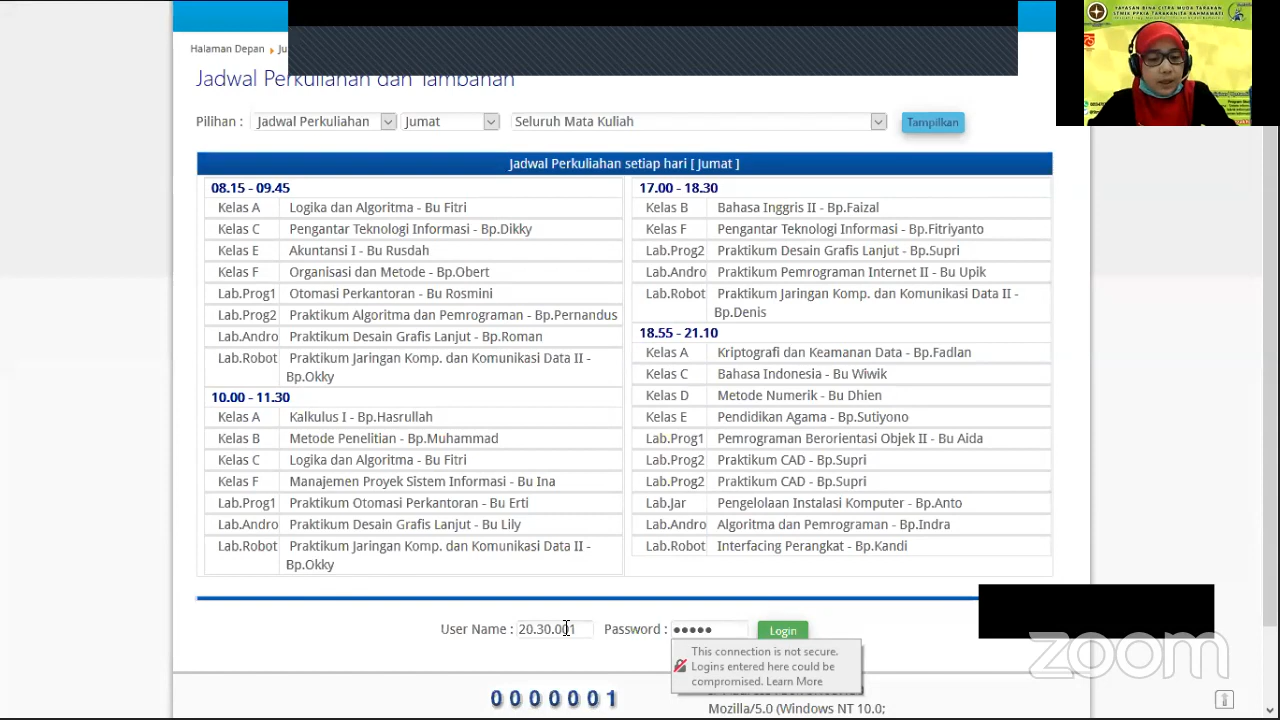 YAYASAN BINA CITRA MUDA TARAKAN
STMIK PPKIA TARAKANITA RAHMAWATI
Halaman Depan
Jadwal Perkuliahan dan Tambahan
Pilihan : Jadwal Perkuliahan Jumat Seluruh Mata Kuliah Tampilkan
Jadwal Perkuliahan setiap hari [ Jumat ]
08.15 - 09.45
Kelas A Logika dan Algoritma - Bu Fitri
Kelas C Pengantar Teknologi Informasi - Bp.Dikky
Kelas E Akuntansi I - Bu Rusdah
Kelas F Organisasi dan Metode - Bp.Obert
Lab.Prog1 Otomasi Perkantoran - Bu Rosmini
Lab.Prog2 Praktikum Algoritma dan Pemrograman - Bp.Pernandus
Lab.Andro Praktikum Desain Grafis Lanjut - Bp.Roman
Lab.Robot Praktikum Jaringan Komp. dan Komunikasi Data II -
Bp.Okky
10.00 - 11.30
Kelas A Kalkulus I - Bp.Hasrullah
Kelas B Metode Penelitian - Bp.Muhammad
Kelas C Logika dan Algoritma - Bu Fitri
Kelas F Manajemen Proyek Sistem Informasi - Bu Ina
Lab.Prog1 Praktikum Otomasi Perkantoran - Bu Erti
Lab.Andro Praktikum Desain Grafis Lanjut - Bu Lily
Lab.Robot Praktikum Jaringan Komp. dan Komunikasi Data II -
Bp.Okky
17.00 - 18.30
Kelas B Bahasa Inggris II - Bp.Faizal
Kelas F Pengantar Teknologi Informasi - Bp.Fitriyanto
Lab.Prog2 Praktikum Desain Grafis Lanjut - Bp.Supri
Lab.Andro Praktikum Pemrograman Internet II - Bu Upik
Lab.Robot Praktikum Jaringan Komp. dan Komunikasi Data II -
Bp.Denis
18.55 - 21.10
Kelas A Kriptografi dan Keamanan Data - Bp.Fadlan
Kelas C Bahasa Indonesia - Bu Wiwik
Kelas D Metode Numerik - Bu Dhien
Kelas E Pendidikan Agama - Bp.Sutiyono
Lab.Prog1 Pemrograman Berorientasi Objek II - Bu Aida
Lab.Prog2 Praktikum CAD - Bp.Supri
Lab.Prog2 Praktikum CAD - Bp.Supri
Lab.Jar Pengelolaan Instalasi Komputer - Bp.Anto
Lab.Andro Algoritma dan Pemrograman - Bp.Indra
Lab.Robot Interfacing Perangkat - Bp.Kandi
User Name : 20.30.001 Password : ●●●●● Login
This connection is not secure.
Logins entered here could be
compromised. Learn More
zoom
0000001
Mozilla/5.0 (Windows NT 10.0;